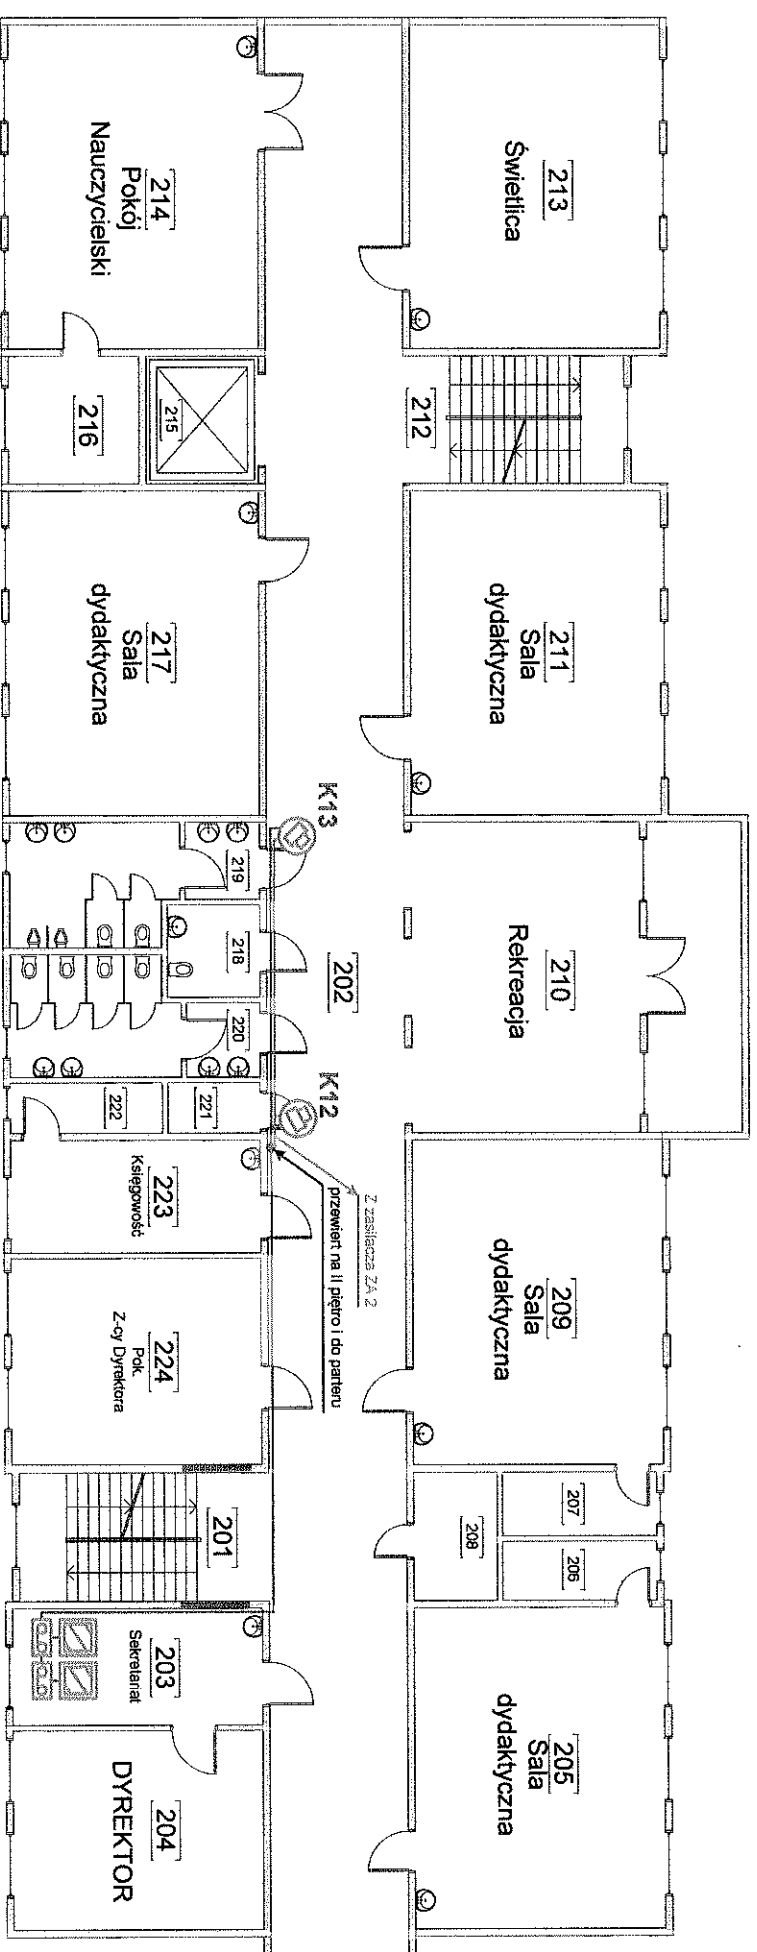 213
Świetlica
212
211
Sala
dydaktyczna
210
Rekreacja
209
Sala
dydaktyczna
207
206
208
205
Sala
dydaktyczna
K13
202
K12
Z zasilacza ZA 2
przewiert na II piętro i do parteru
214
Pokój
Nauczycielski
215
216
217
Sala
dydaktyczna
219
218
220
221
222
223
Księgowość
224
Pok.
Z-cy Dyrektora
201
203
Sekretariat
204
DYREKTOR